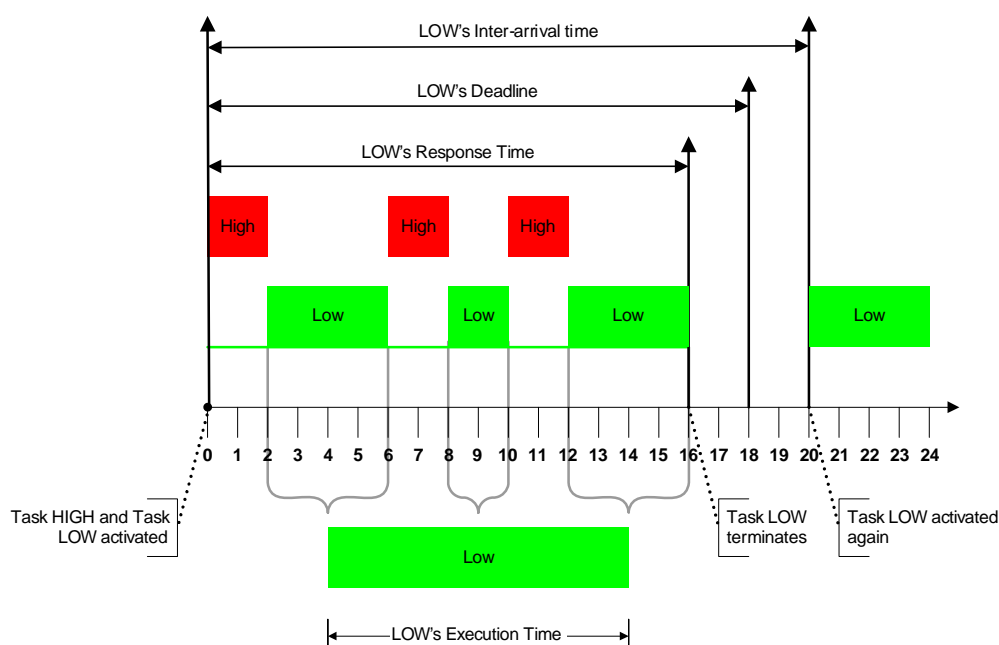 LOW's Inter-arrival time
LOW's Deadline
LOW's Response Time
High High High
Low Low Low Low
0 1 2 3 4 5 6 7 8 9 10 11 12 13 14 15 16 17 18 19 20 21 22 23 24
Task HIGH and Task
LOW activated
Task LOW
terminates
Task LOW activated
again
Low
LOW's Execution Time